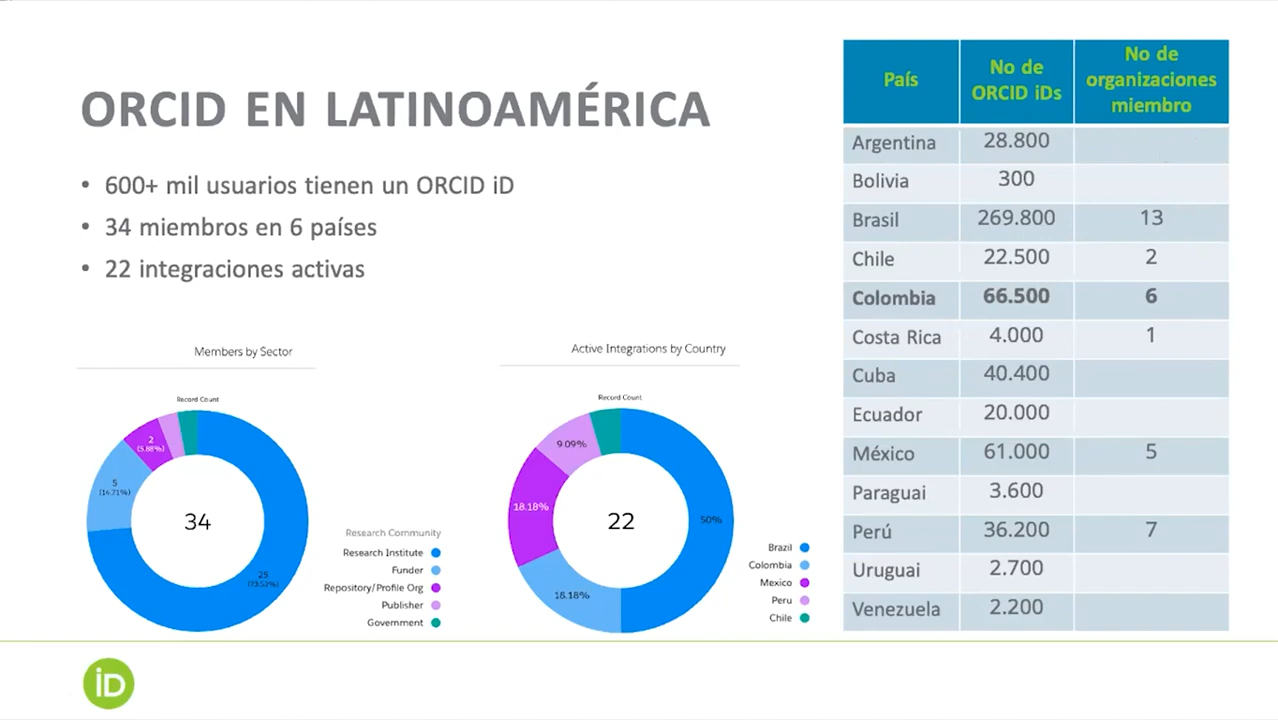 ORCID EN LATINOAMÉRICA
• 600+ mil usuarios tienen un ORCID iD
• 34 miembros en 6 países
• 22 integraciones activas
Members by Sector
Record Count
2
(5.88%)
5
(14.71%)
34
25
(73.53%)
Research Community
Research Institute
Funder
Repository/Profile Org
Publisher
Government
Active Integrations by Country
Record Count
9.09%
18.18%
22
50%
18.18%
Brazil
Colombia
Mexico
Peru
Chile
País No de ORCID iDs No de organizaciones miembro
Argentina 28.800
Bolivia 300
Brasil 269.800 13
Chile 22.500 2
Colombia 66.500 6
Costa Rica 4.000 1
Cuba 40.400
Ecuador 20.000
México 61.000 5
Paraguai 3.600
Perú 36.200 7
Uruguai 2.700
Venezuela 2.200
iD